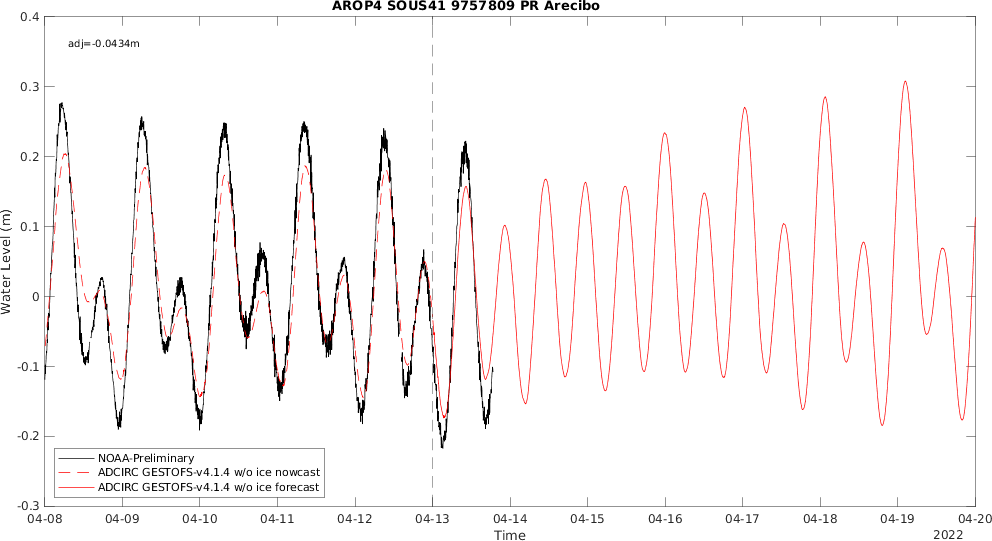 AROP4 SOUS41 9757809 PR Arecibo
adj=-0.0434m
0.4
0.3
0.2
0.1
0
-0.1
-0.2
-0.3
Water Level (m)
NOAA-Preliminary
ADCIRC GESTOFS-v4.1.4 w/o ice nowcast
ADCIRC GESTOFS-v4.1.4 w/o ice forecast
04-08 04-09 04-10 04-11 04-12 04-13 04-14 04-15 04-16 04-17 04-18 04-19 04-20
Time
2022